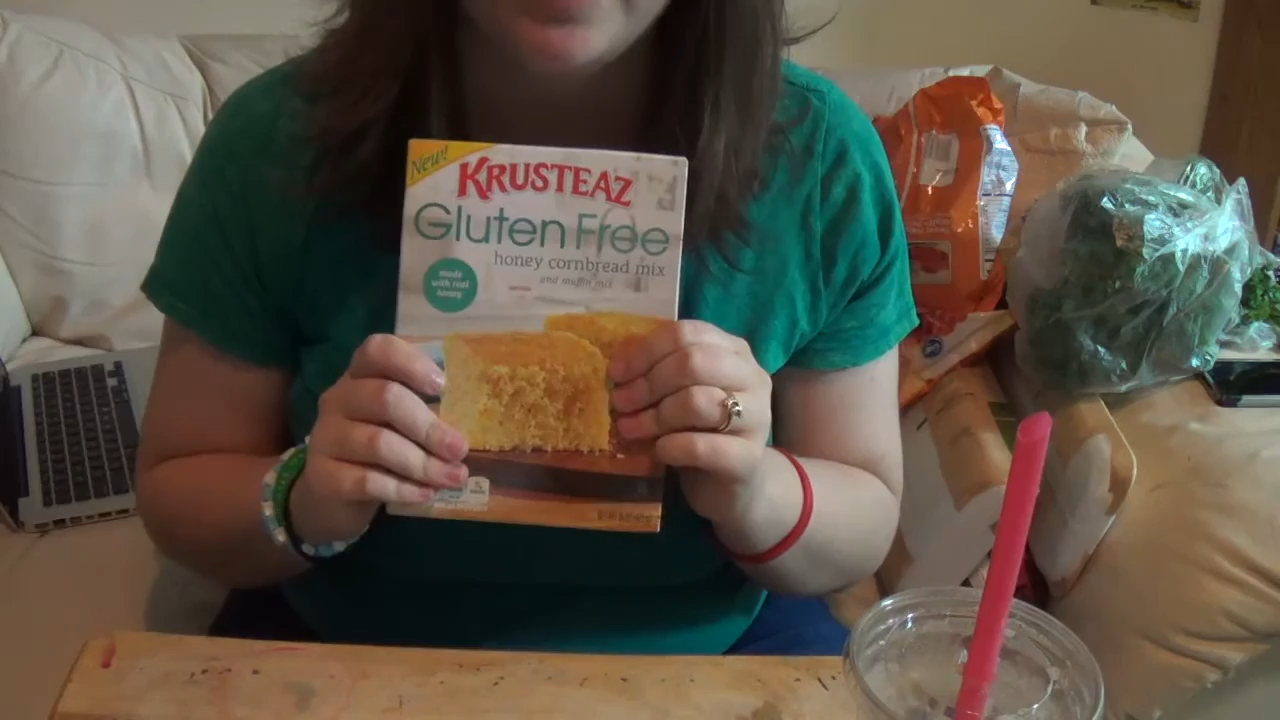 New!
KRUSTEAZ
Gluten Free
honey cornbread mix
and muffin mix
made
with real
honey